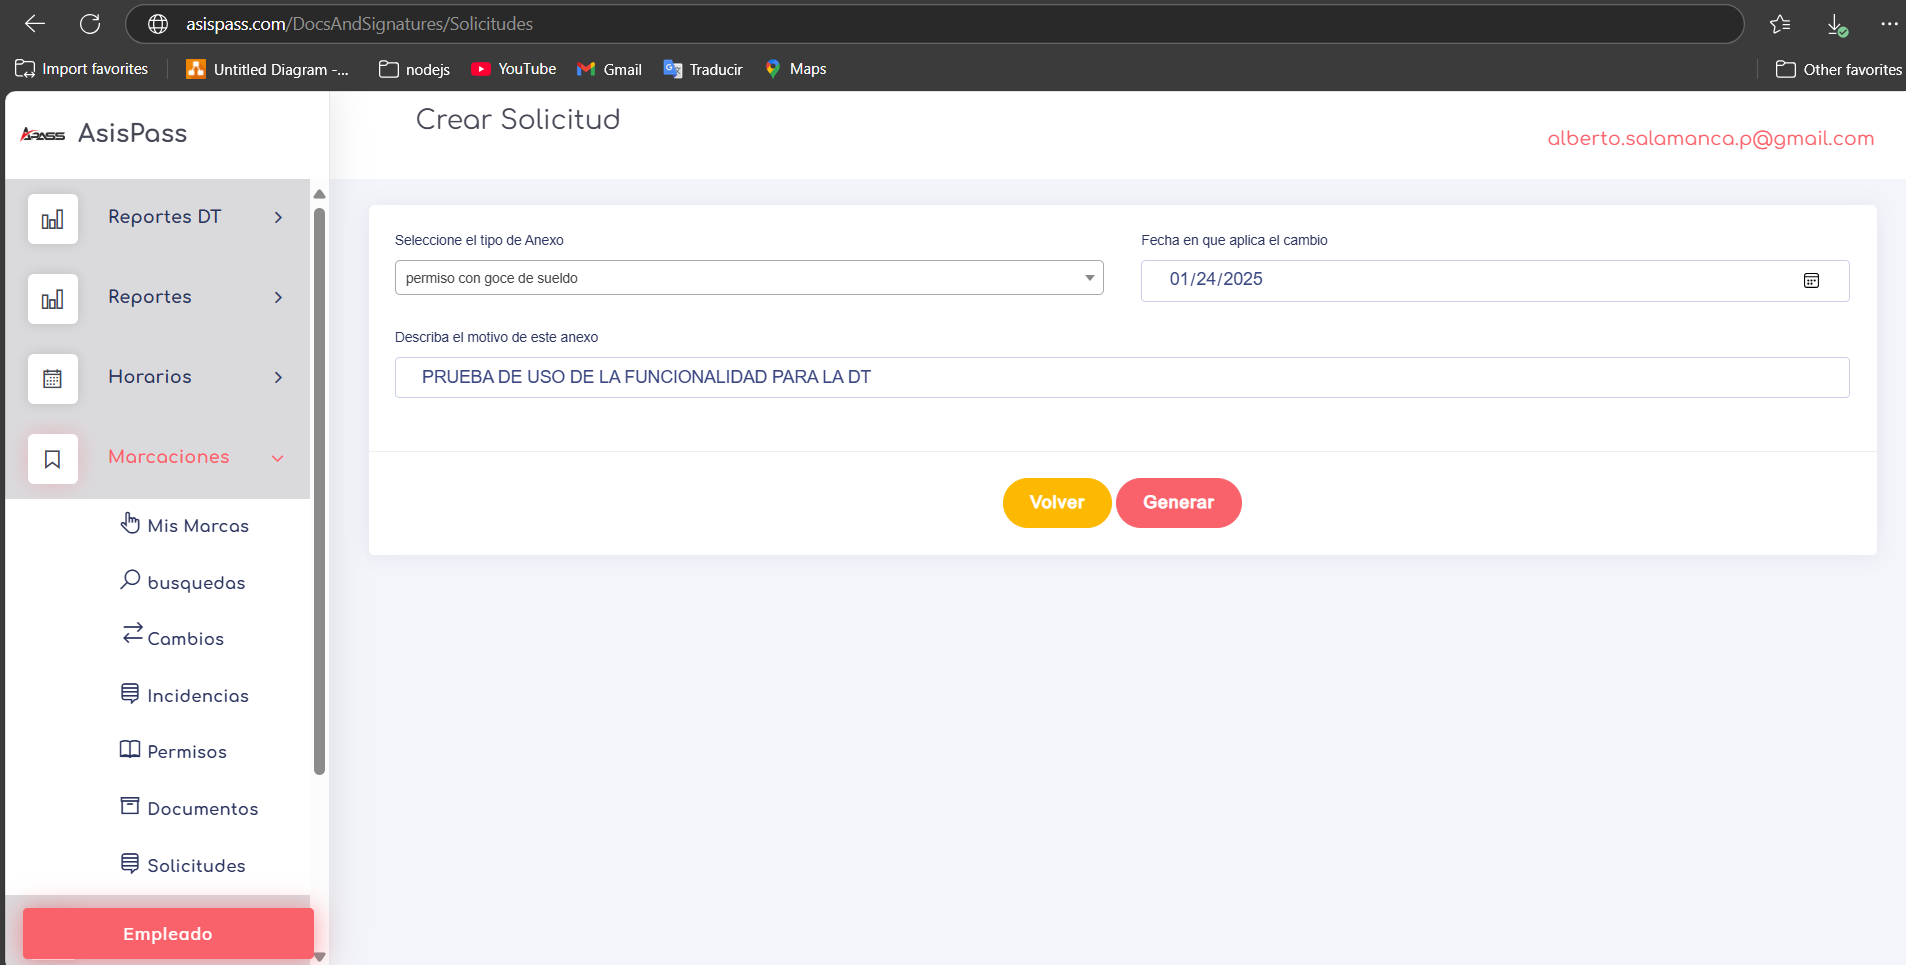 asispass.com/DocsAndSignatures/Solicitudes
Import favorites
Untitled Diagram -...
nodejs
YouTube
Gmail
Traducir
Maps
Other favorites
APASS
AsisPass
Crear Solicitud
alberto.salamanca.p@gmail.com
Reportes DT
Reportes
Horarios
Marcaciones
Mis Marcas
busquedas
Cambios
Incidencias
Permisos
Documentos
Solicitudes
Empleado
Seleccione el tipo de Anexo
permiso con goce de sueldo
Fecha en que aplica el cambio
01/24/2025
Describa el motivo de este anexo
PRUEBA DE USO DE LA FUNCIONALIDAD PARA LA DT
Volver
Generar